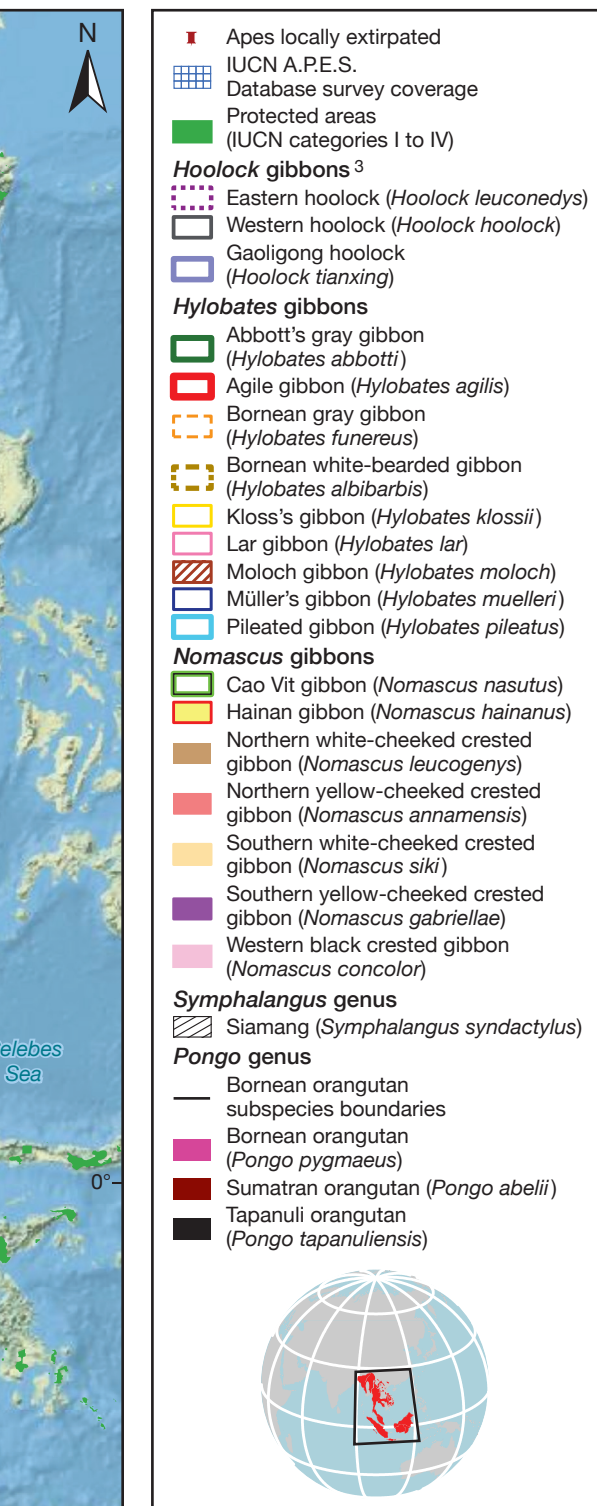 N
elebes
Sea
0°
Apes locally extirpated
IUCN A.P.E.S.
Database survey coverage
Protected areas
(IUCN categories I to IV)
Hoolock gibbons 3
Eastern hoolock (Hoolock leuconedys)
Western hoolock (Hoolock hoolock)
Gaoligong hoolock
(Hoolock tianxing)
Hylobates gibbons
Abbott's gray gibbon
(Hylobates abbotti)
Agile gibbon (Hylobates agilis)
Bornean gray gibbon
(Hylobates funereus)
Bornean white-bearded gibbon
(Hylobates albibarbis)
Kloss's gibbon (Hylobates klossii)
Lar gibbon (Hylobates lar)
Moloch gibbon (Hylobates moloch)
Müller's gibbon (Hylobates muelleri)
Pileated gibbon (Hylobates pileatus)
Nomascus gibbons
Cao Vit gibbon (Nomascus nasutus)
Hainan gibbon (Nomascus hainanus)
Northern white-cheeked crested
gibbon (Nomascus leucogenys)
Northern yellow-cheeked crested
gibbon (Nomascus annamensis)
Southern white-cheeked crested
gibbon (Nomascus siki)
Southern yellow-cheeked crested
gibbon (Nomascus gabriellae)
Western black crested gibbon
(Nomascus concolor)
Symphalangus genus
Siamang (Symphalangus syndactylus)
Pongo genus
Bornean orangutan
subspecies boundaries
Bornean orangutan
(Pongo pygmaeus)
Sumatran orangutan (Pongo abelii)
Tapanuli orangutan
(Pongo tapanuliensis)